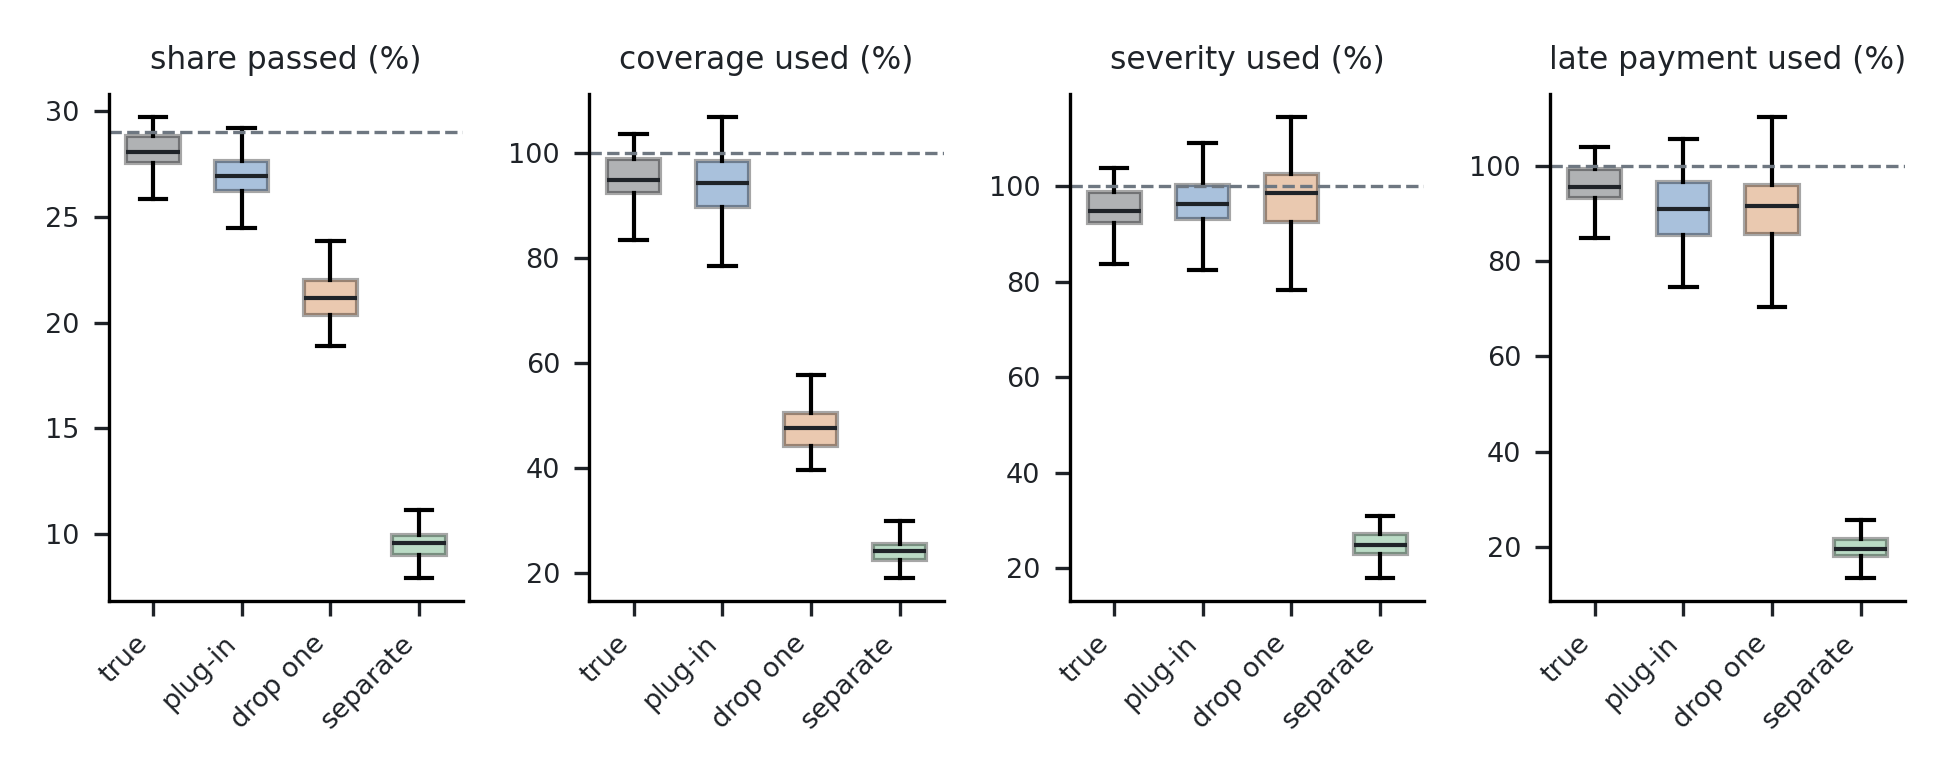 share passed (%)
30
25
20
15
10
true
plug-in
drop one
separate
coverage used (%)
100
80
60
40
20
true
plug-in
drop one
separate
severity used (%)
100
80
60
40
20
true
plug-in
drop one
separate
late payment used (%)
100
80
60
40
20
true
plug-in
drop one
separate